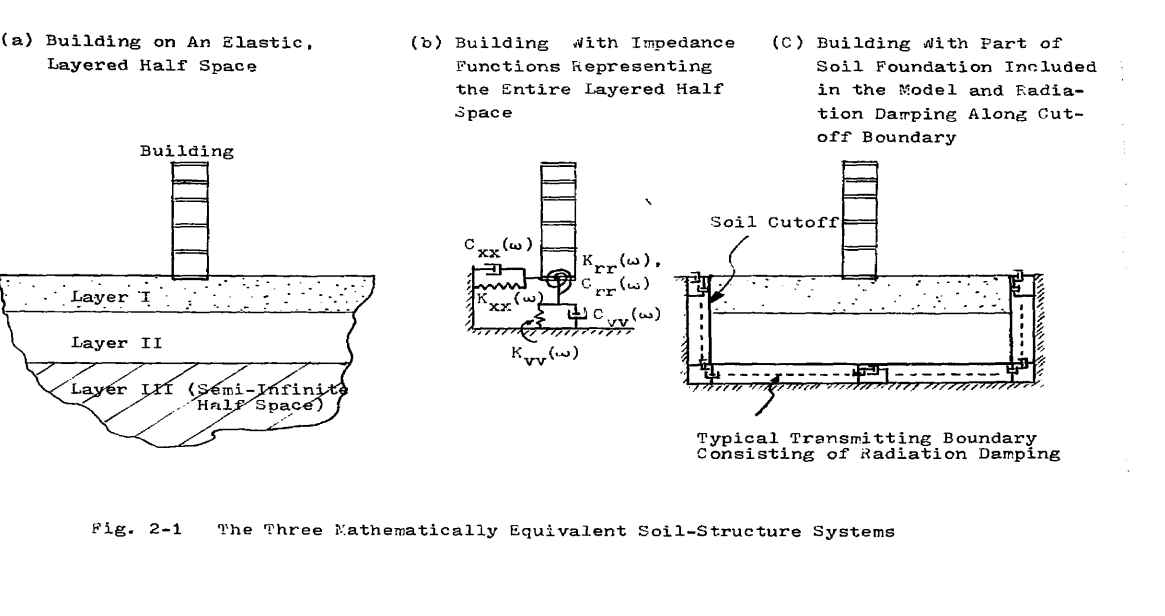 (a) Building on An Elastic,
Layered Half Space
(b) Building With Impedance
Functions Representing
the Entire Layered Half
Space
(C) Building With Part of
Soil Foundation Included
in the Model and Radia-
tion Damping Along Cut-
off Boundary
Building
Layer I
Layer II
Layer III (Semi-Infinite
Half Space)
C_xx(ω)
K_xx(ω)
K_rr(ω),
C_rr(ω)
C_vv(ω)
K_vv(ω)
Soil Cutoff
Typical Transmitting Boundary
Consisting of Radiation Damping
Fig. 2-1 The Three Mathematically Equivalent Soil-Structure Systems